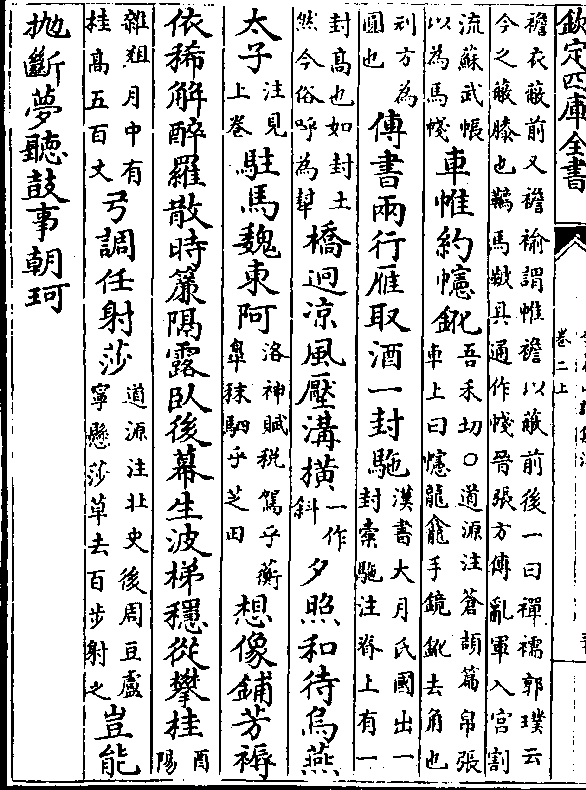 欽定四庫全書
卷二上
襜衣蔽前又襜褕謂帷襜以蔽前後一曰襌襦郭璞云
今之蔽膝也韉馬鞁具通作帴晉張方傳亂軍入宮割
流蘇武帳
以為馬帴
車帷約幰鈋
吾禾切○道源注蒼頡篇帛張
車上曰幰龍龕手鏡鈋去角也
刓方為
圓也
傳書兩行雁取酒一封駞
漢書大月氏國出一
封橐駞注脊上有一
封高也如封土
然今俗呼為犎
橋迥涼風壓溝橫
一作
斜
夕照和待烏燕
太子
注見
上卷
駐馬魏東阿
洛神賦税駕乎蘅
臯秣駟乎芝田
想像鋪芳褥
依稀解醉羅散時簾隔露臥後幕生波梯穩從攀桂
酉
陽
雜俎月中有
桂高五百丈
弓調任射莎
道源注北史後周豆盧
寧懸莎草去百步射之
豈能
抛斷夢聽鼓事朝珂